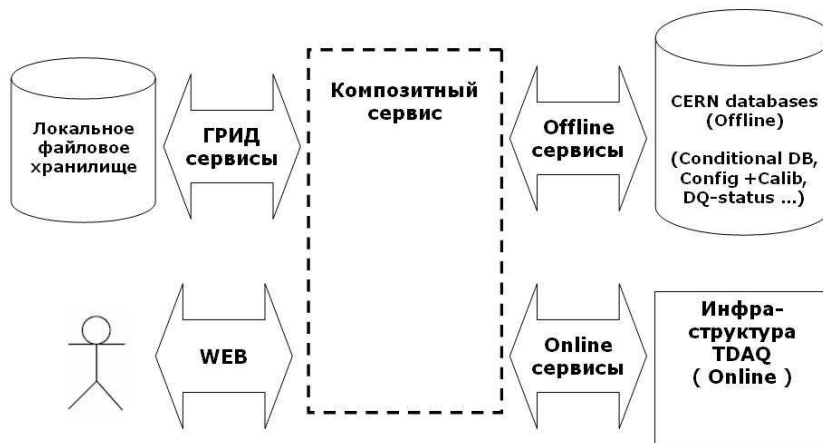 Локальное
файловое
хранилище
ГРИД
сервисы
Композитный
сервис
Offline
сервисы
CERN databases
(Offline)
(Conditional DB,
Config +Calib,
DQ-status ...)
WEB
Online
сервисы
Инфра-
структура
TDAQ
( Online )